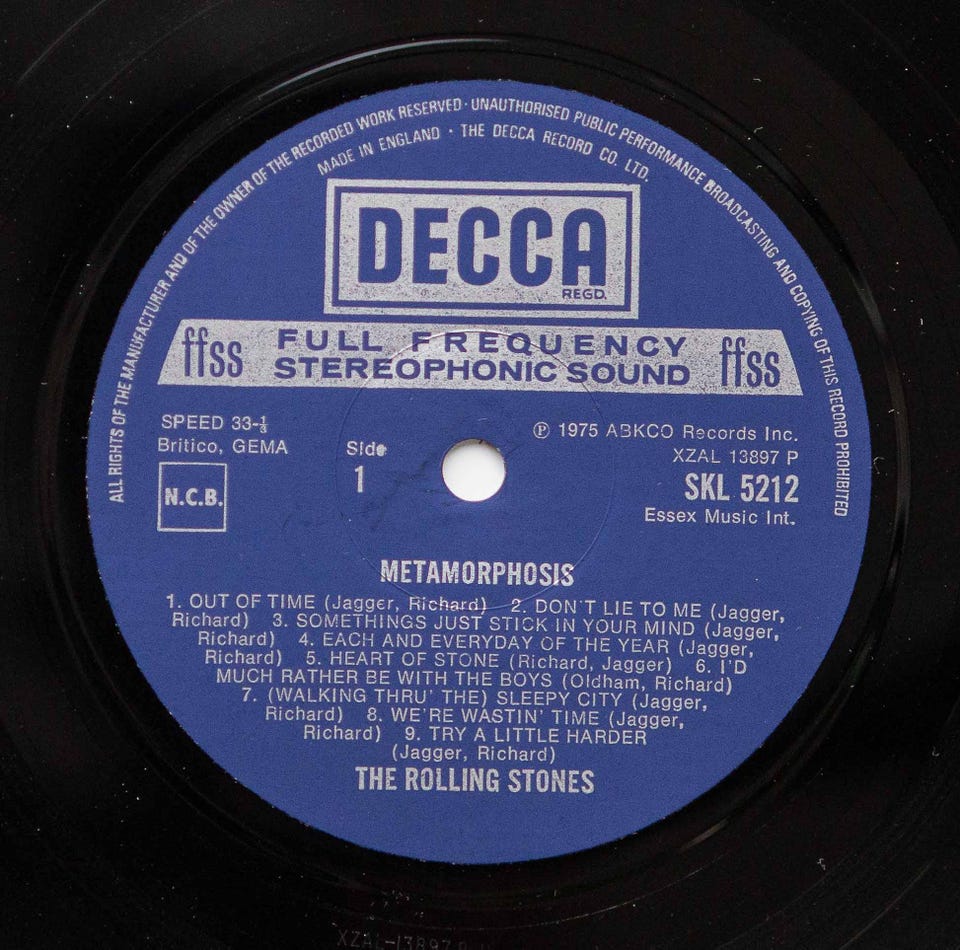 ALL RIGHTS OF THE MANUFACTURER AND OF THE OWNER OF THE RECORDED WORK RESERVED · UNAUTHORISED PUBLIC PERFORMANCE BROADCASTING AND COPYING OF THIS RECORD PROHIBITED
MADE IN ENGLAND · THE DECCA RECORD CO. LTD.
DECCA
REGD.
ffss FULL FREQUENCY ffss
STEREOPHONIC SOUND
SPEED 33-⅓
Britico, GEMA
N.C.B.
Side
1
℗ 1975 ABKCO Records Inc.
XZAL 13897 P
SKL 5212
Essex Music Int.
METAMORPHOSIS
1. OUT OF TIME (Jagger, Richard) 2. DON'T LIE TO ME (Jagger,
Richard) 3. SOMETHINGS JUST STICK IN YOUR MIND (Jagger,
Richard) 4. EACH AND EVERYDAY OF THE YEAR (Jagger,
Richard) 5. HEART OF STONE (Richard, Jagger) 6. I'D
MUCH RATHER BE WITH THE BOYS (Oldham, Richard)
7. (WALKING THRU' THE) SLEEPY CITY (Jagger,
Richard) 8. WE'RE WASTIN' TIME (Jagger,
Richard) 9. TRY A LITTLE HARDER
(Jagger, Richard)
THE ROLLING STONES
XZAL-13897 P